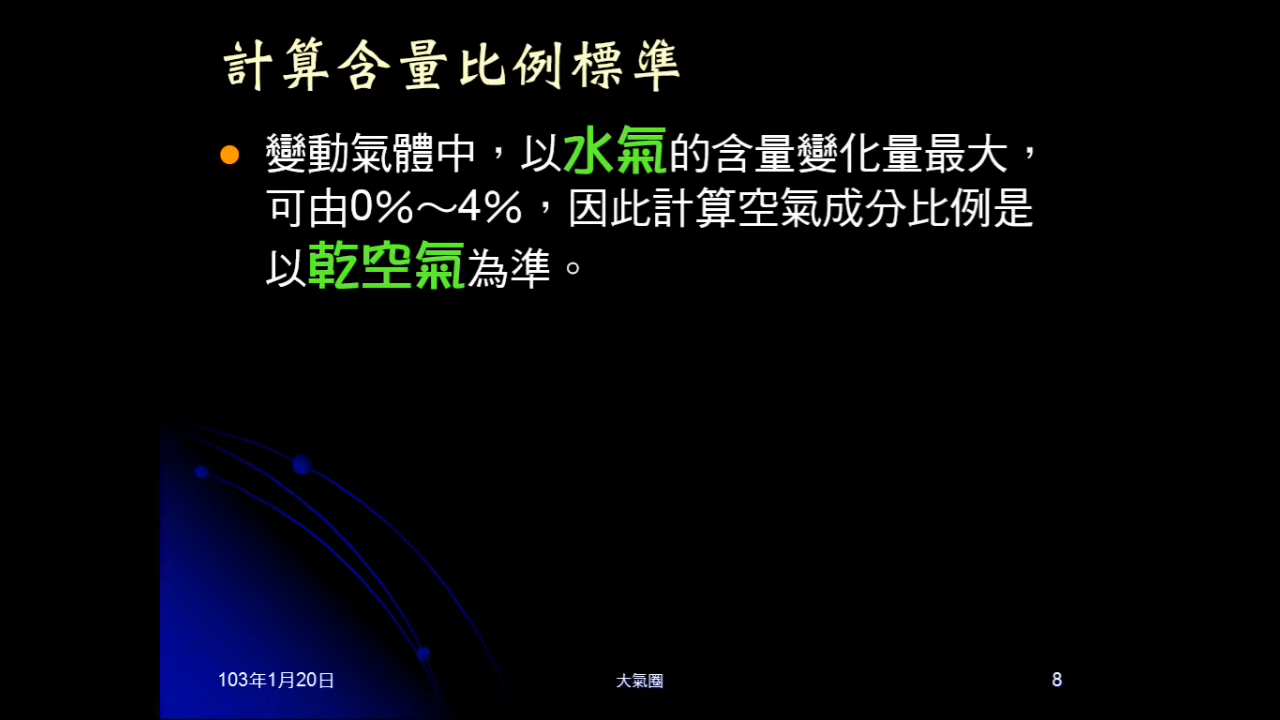 計算含量比例標準
變動氣體中，以水氣的含量變化量最大，
可由0%～4%，因此計算空氣成分比例是
以乾空氣為準。
103年1月20日
大氣圈
8